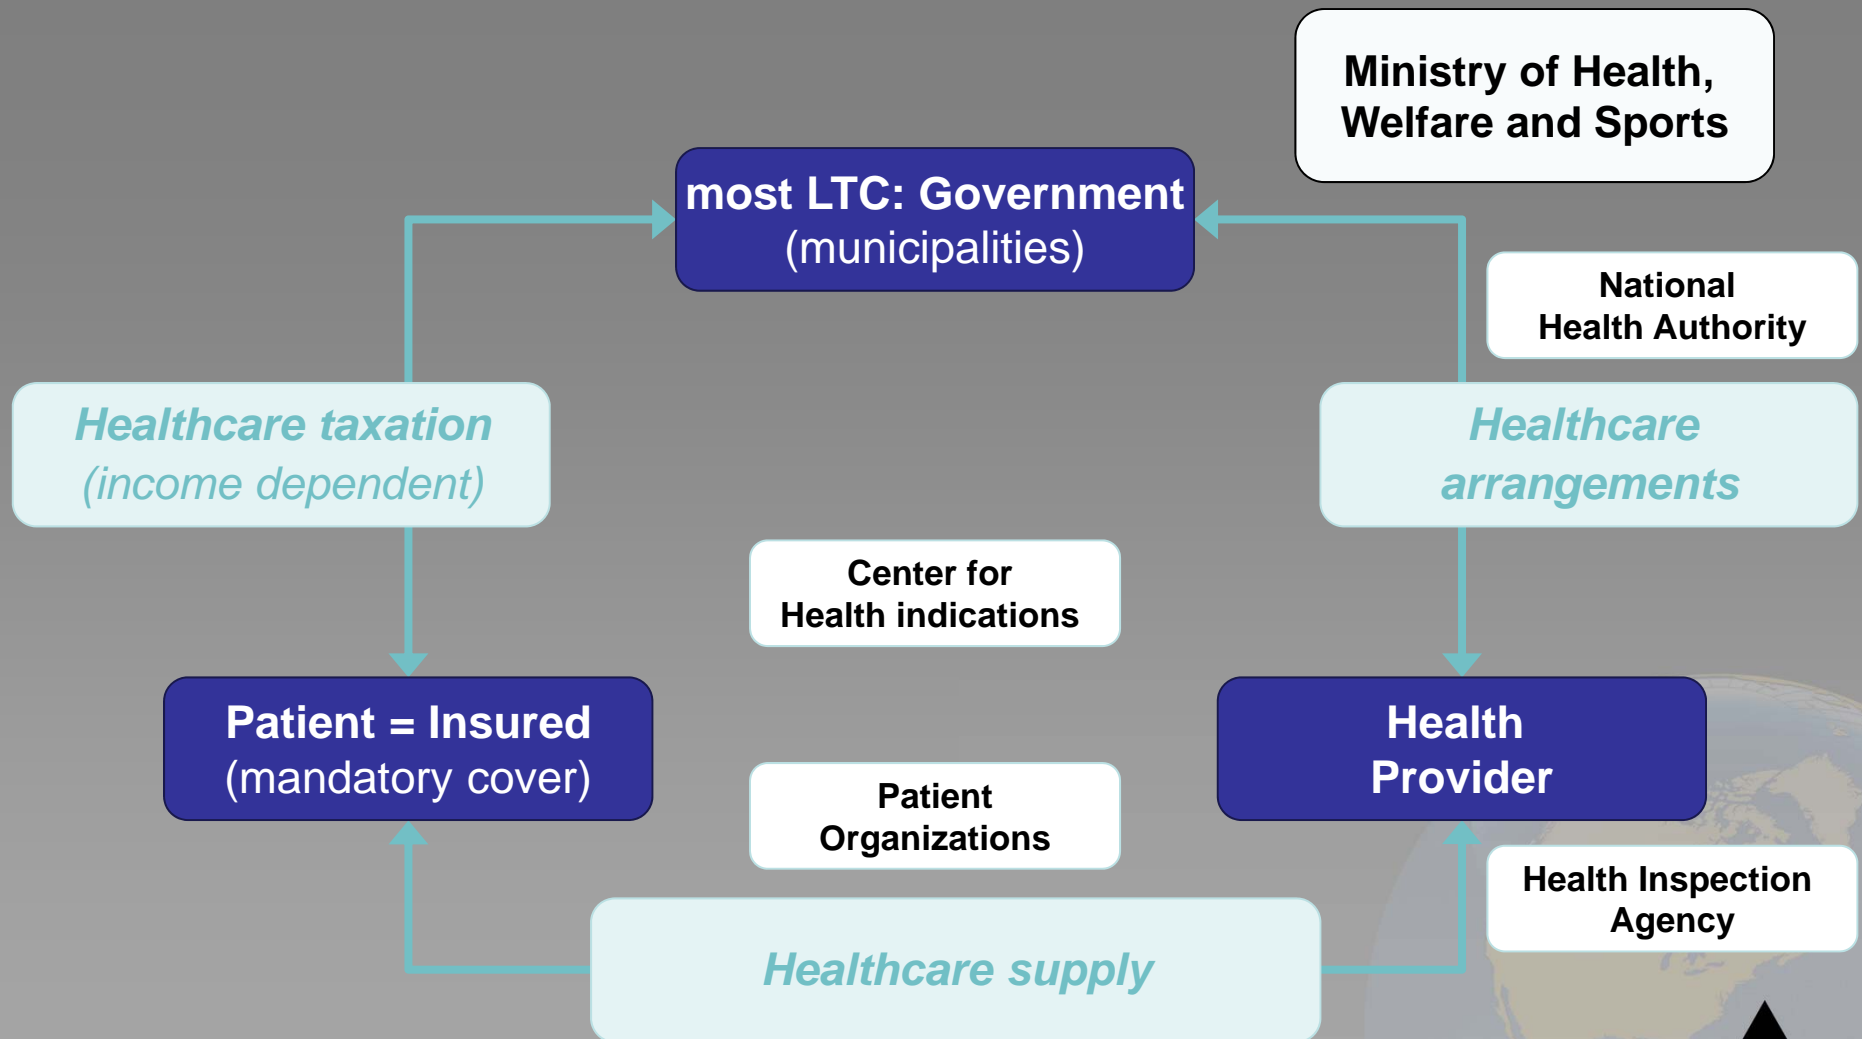 Ministry of Health,
Welfare and Sports
most LTC: Government
(municipalities)
National
Health Authority
Healthcare taxation
(income dependent)
Healthcare
arrangements
Center for
Health indications
Patient = Insured
(mandatory cover)
Health
Provider
Patient
Organizations
Health Inspection
Agency
Healthcare supply